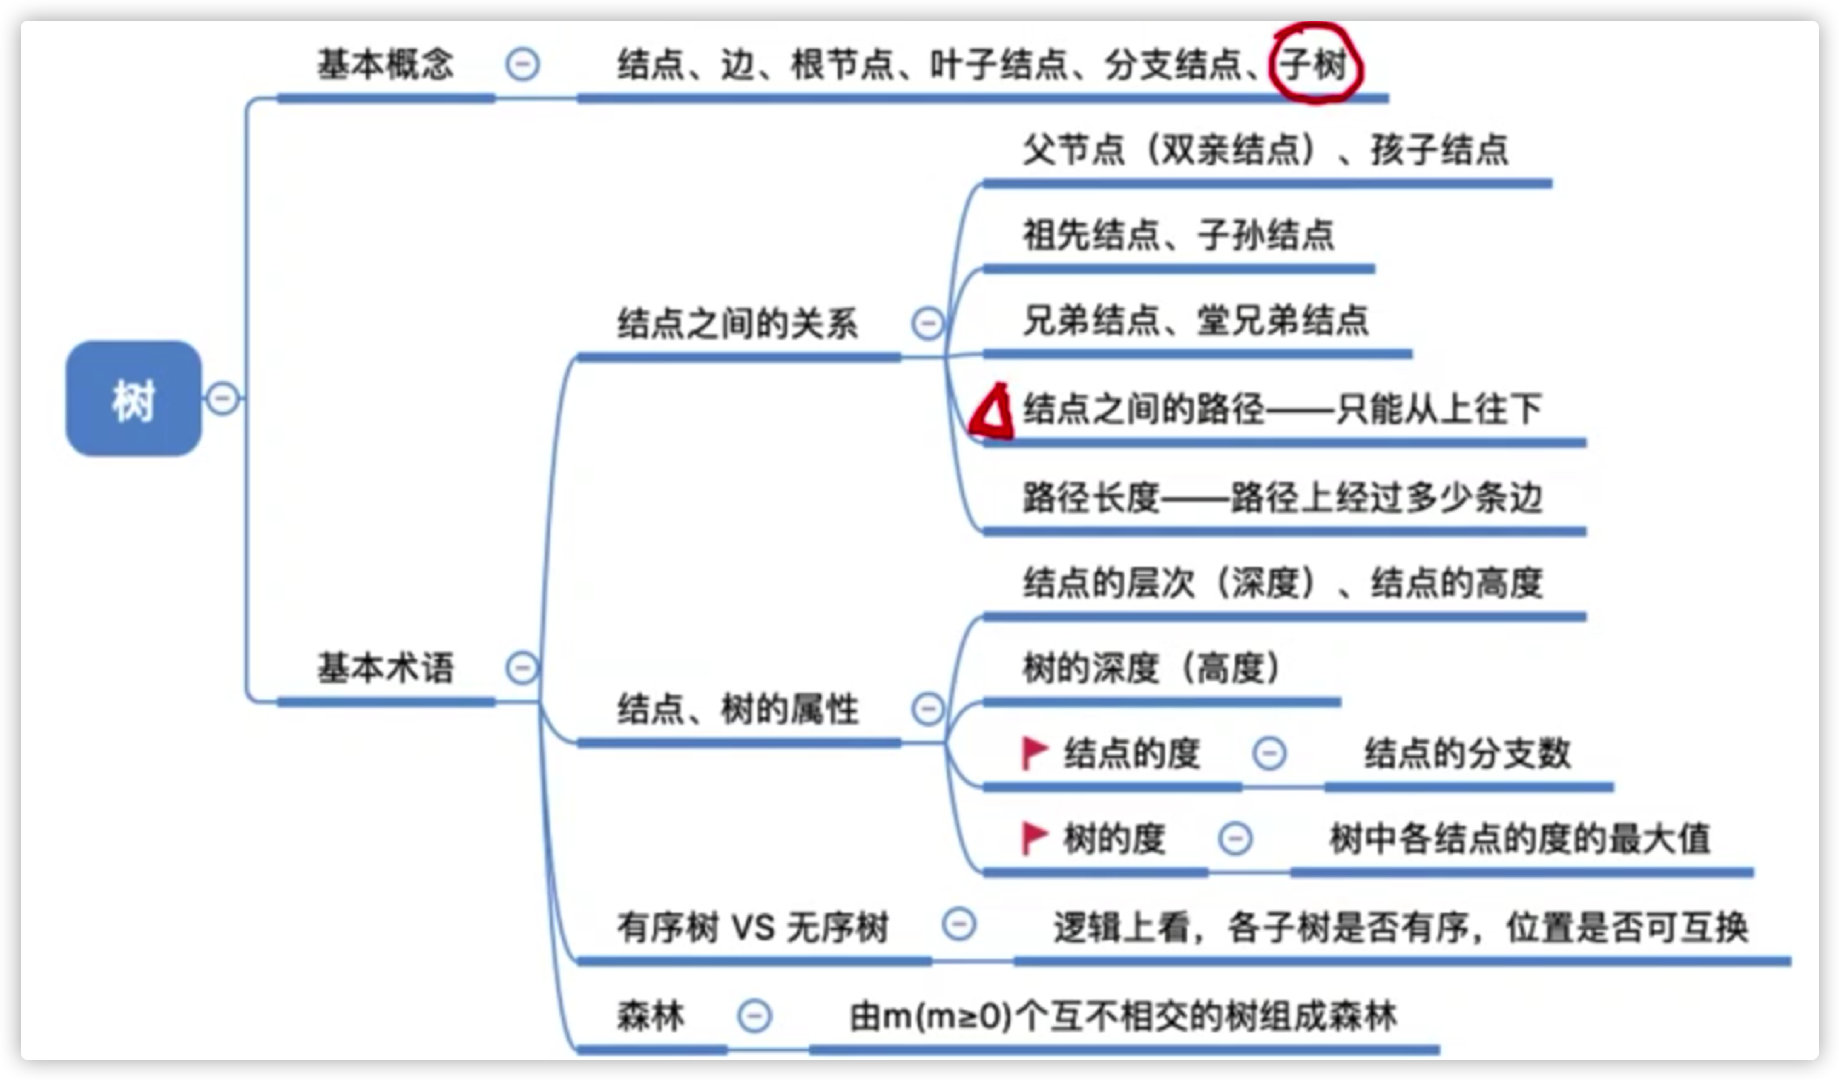 基本概念
结点、边、根节点、叶子结点、分支结点、子树
父节点（双亲结点）、孩子结点
祖先结点、子孙结点
结点之间的关系
兄弟结点、堂兄弟结点
结点之间的路径——只能从上往下
路径长度——路径上经过多少条边
树
结点的层次（深度）、结点的高度
基本术语
树的深度（高度）
结点、树的属性
结点的度
结点的分支数
树的度
树中各结点的度的最大值
有序树 VS 无序树
逻辑上看，各子树是否有序，位置是否可互换
森林
由m(m≥0)个互不相交的树组成森林